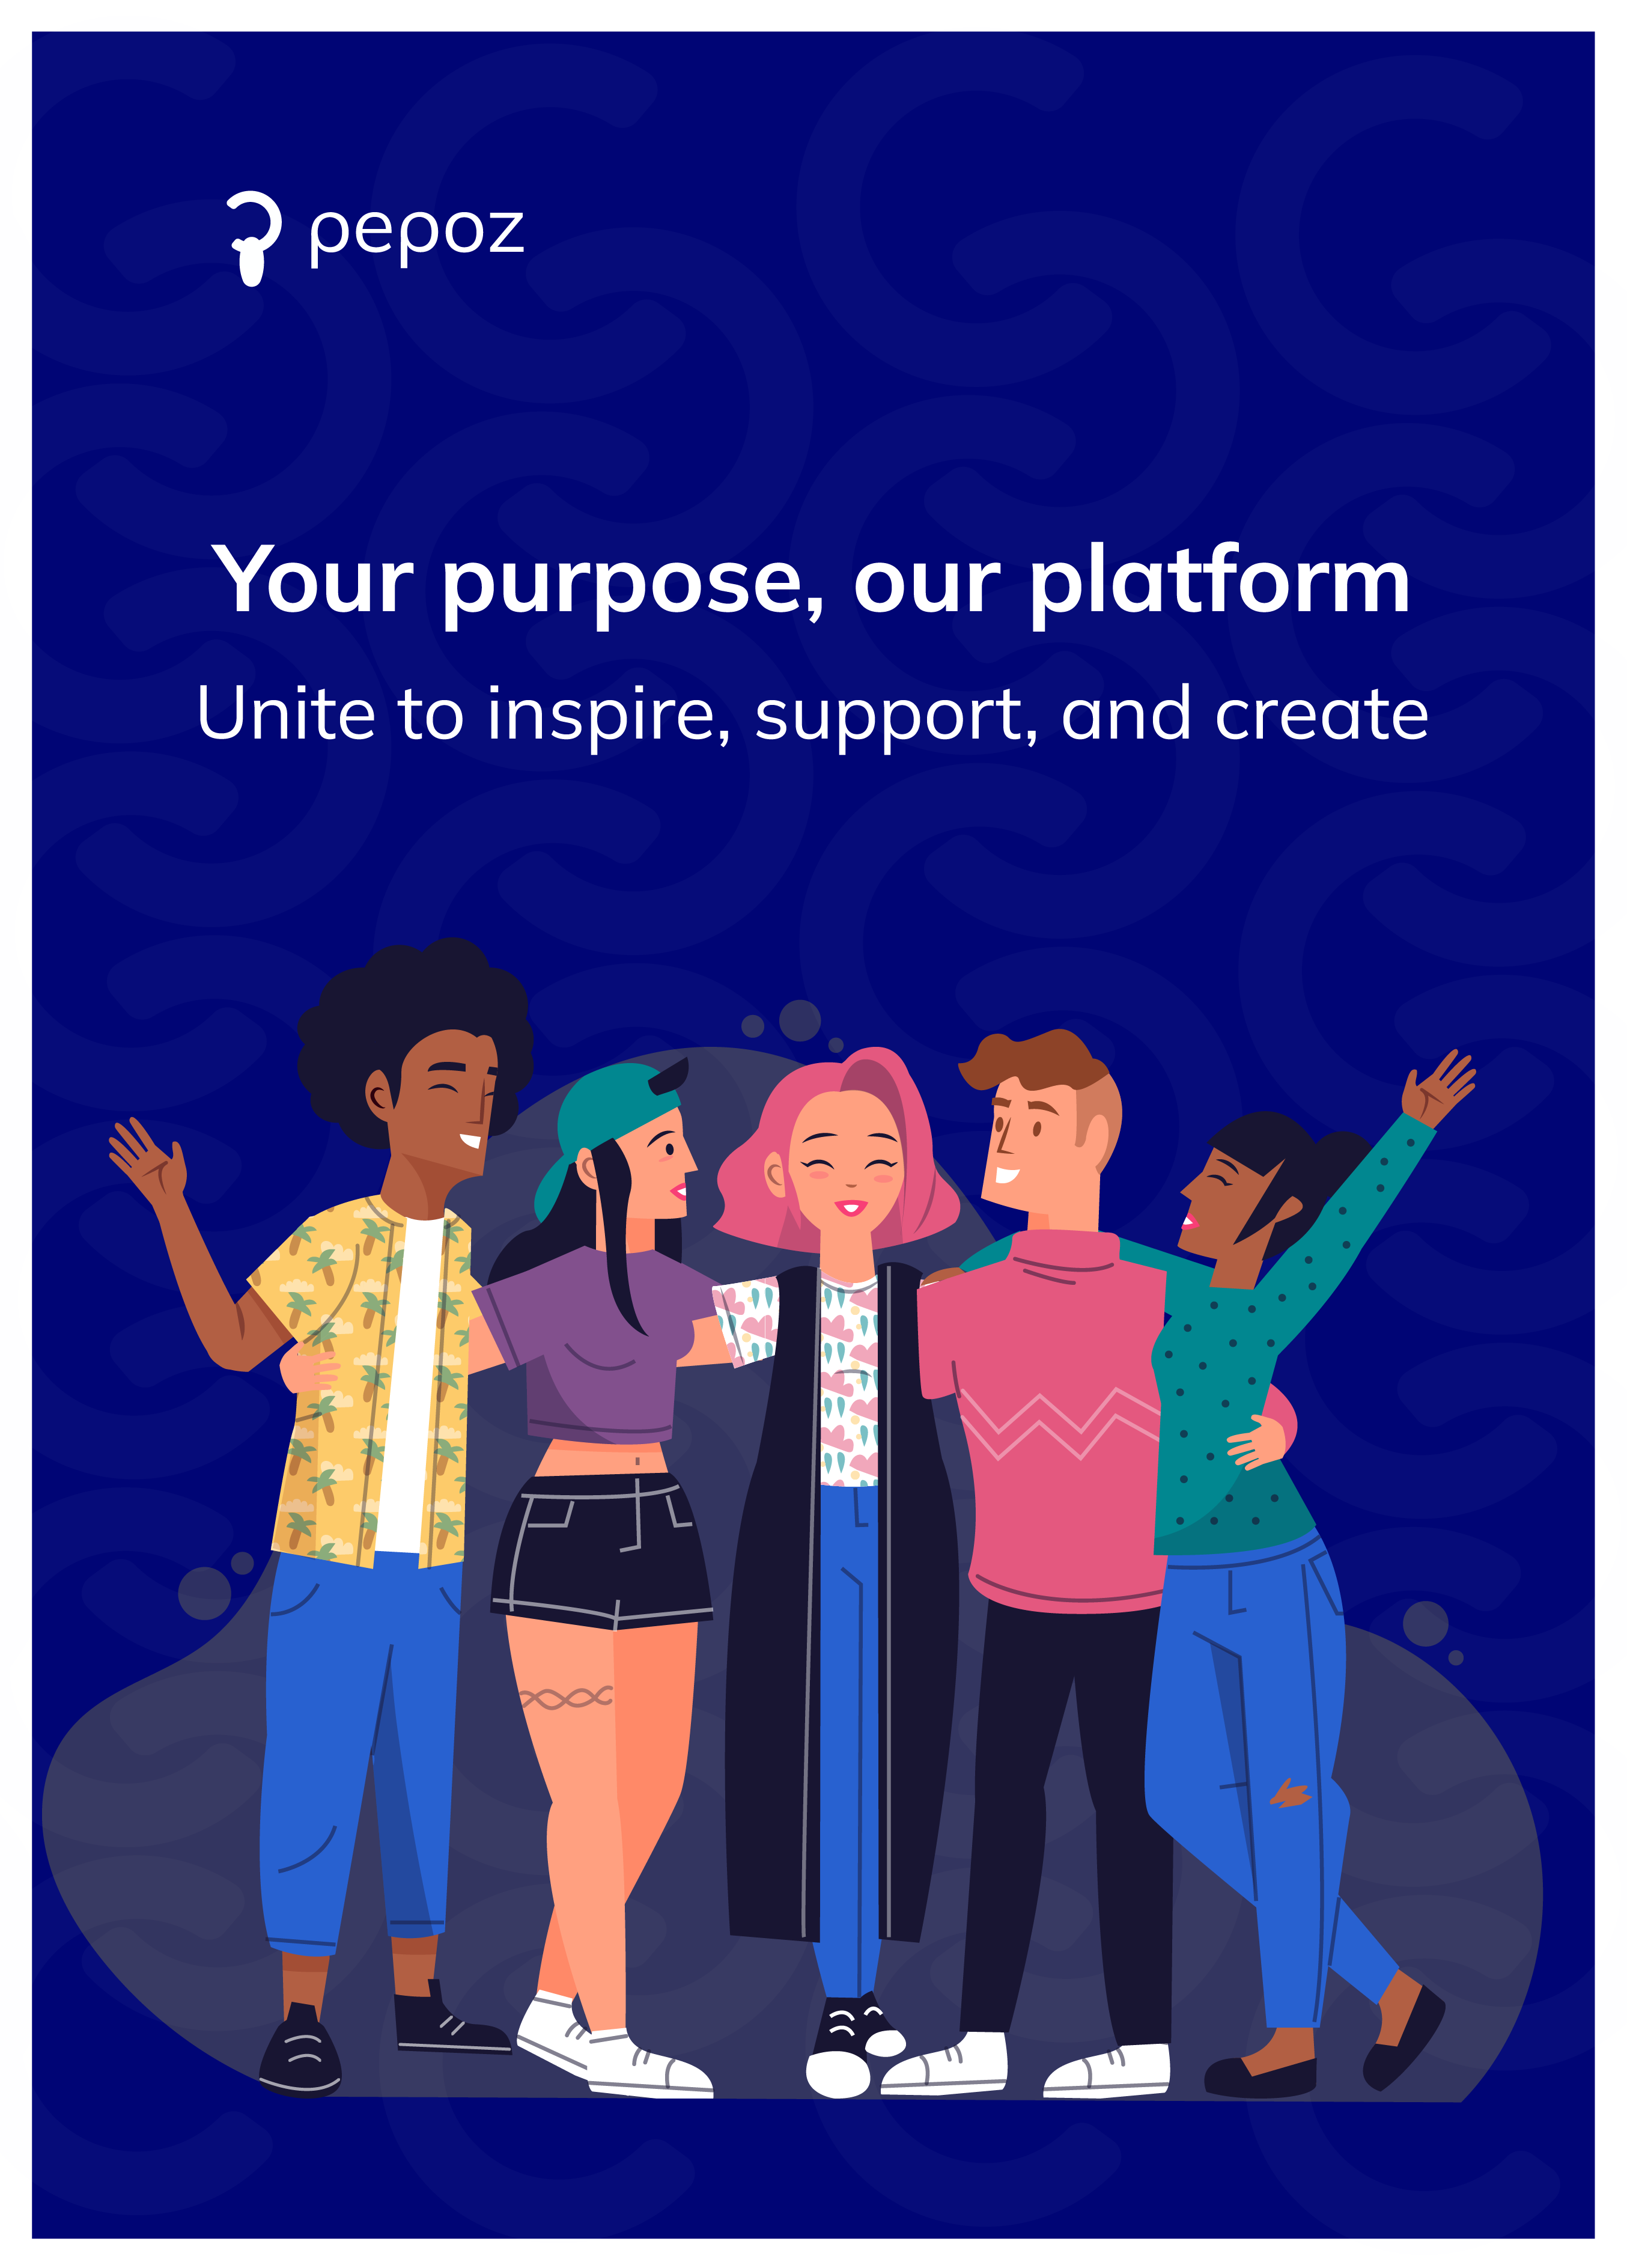 pepoz
Your purpose, our platform
Unite to inspire, support, and create